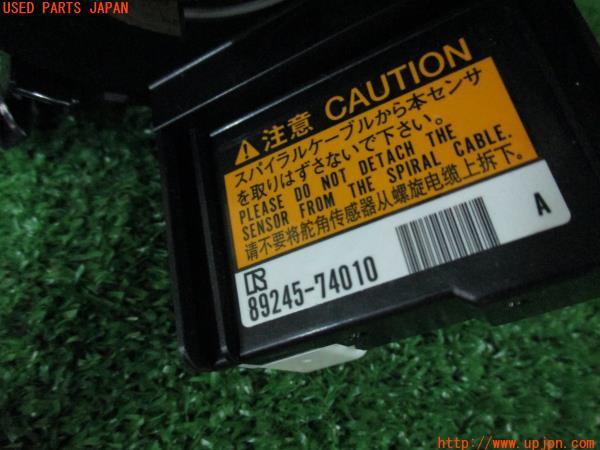 USED PARTS JAPAN
注意 CAUTION
スパイラルケーブルから本センサ
を取りはずさないで下さい。
PLEASE DO NOT DETACH THE
SENSOR FROM THE SPIRAL CABLE.
请不要将舵角传感器从螺旋电缆上拆下。
A
89245-74010
http://www.upjpn.com